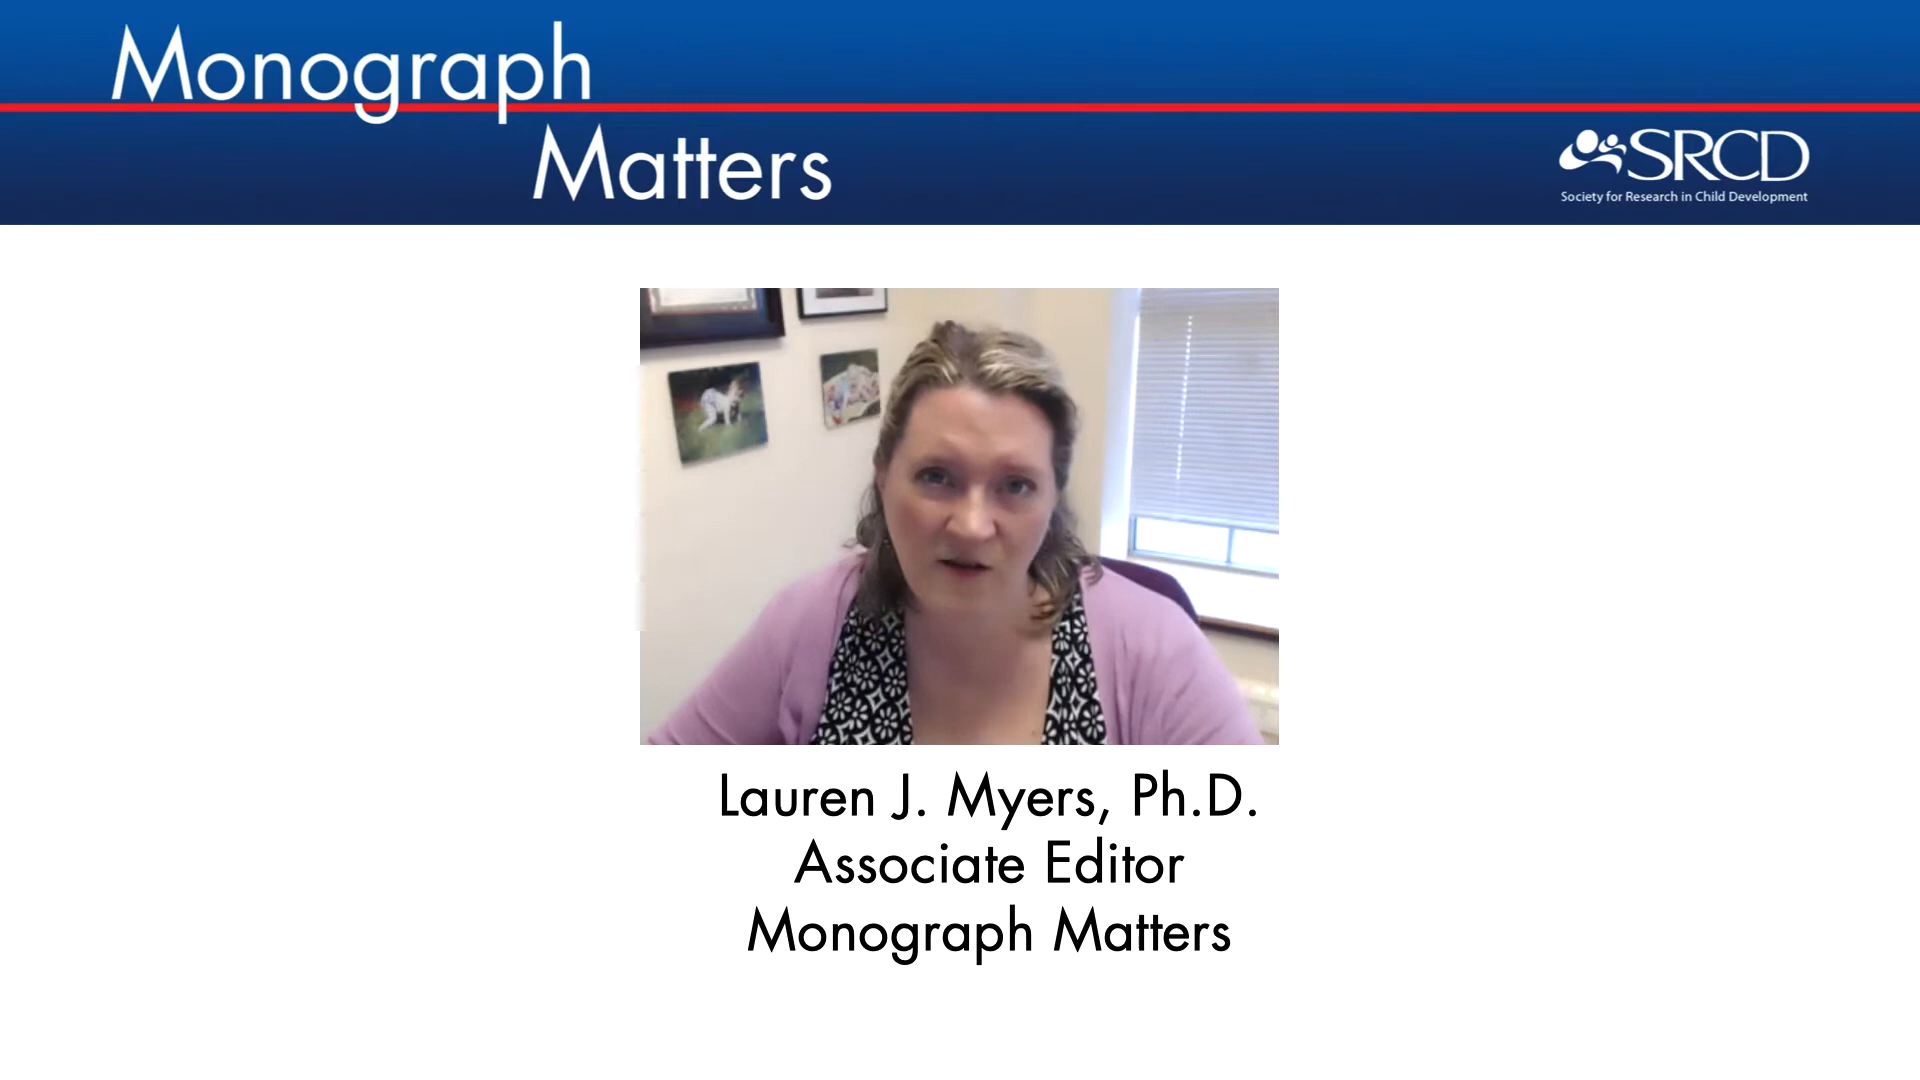 Monograph
Matters
SRCD
Society for Research in Child Development
Lauren J. Myers, Ph.D.
Associate Editor
Monograph Matters